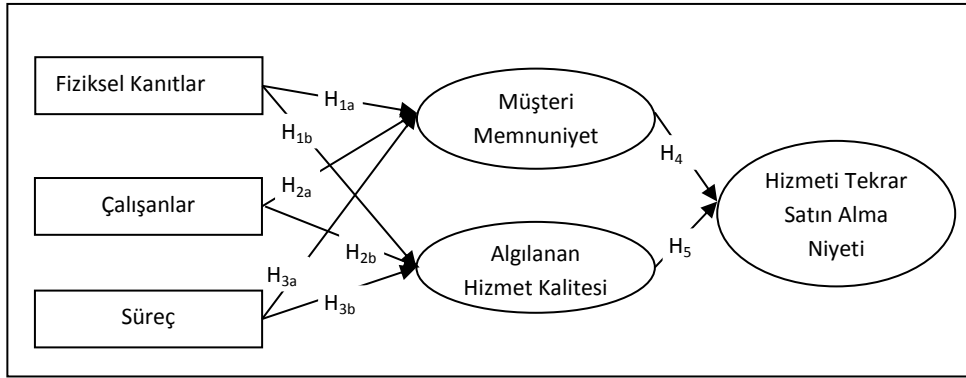 Fiziksel Kanıtlar
Çalışanlar
Süreç
H1a
H1b
H2a
H2b
H3a
H3b
Müşteri
Memnuniyet
Algılanan
Hizmet Kalitesi
H4
H5
Hizmeti Tekrar
Satın Alma
Niyeti